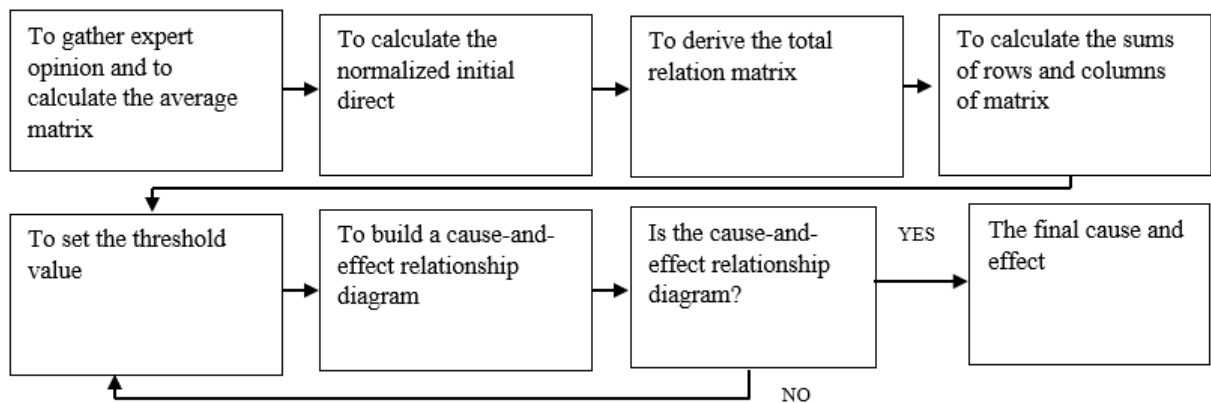 To gather expert
opinion and to
calculate the average
matrix
To calculate the
normalized initial
direct
To derive the total
relation matrix
To calculate the sums
of rows and columns
of matrix
To set the threshold
value
To build a cause-and-
effect relationship
diagram
Is the cause-and-
effect relationship
diagram?
YES
The final cause and
effect
NO